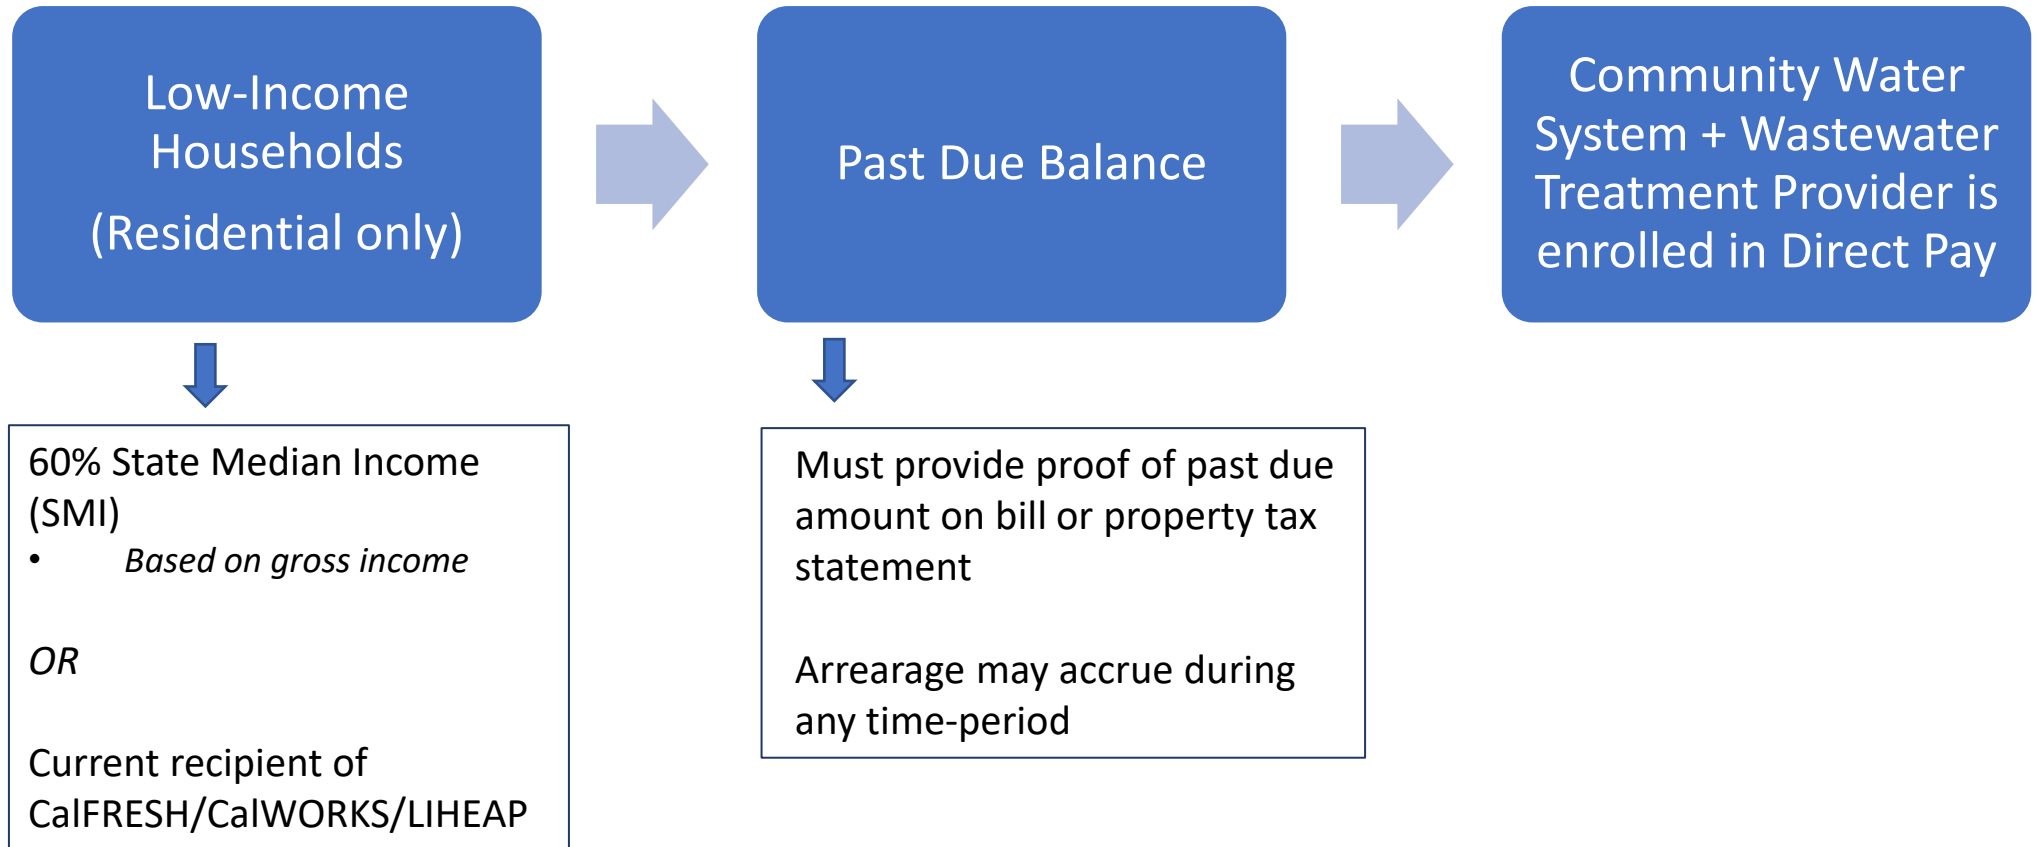 Low-Income
Households
(Residential only)
Past Due Balance
Community Water
System + Wastewater
Treatment Provider is
enrolled in Direct Pay
60% State Median Income
(SMI)
• Based on gross income
OR
Current recipient of
CalFRESH/CalWORKS/LIHEAP
Must provide proof of past due
amount on bill or property tax
statement
Arrearage may accrue during
any time-period